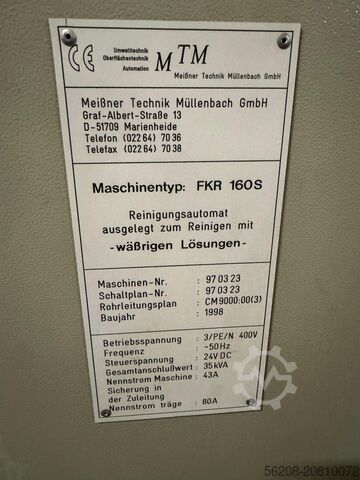 CE
Umwelttechnik
Oberflächentechnik
Automation
MTM
Meißner Technik Müllenbach GmbH
Meißner Technik Müllenbach GmbH
Graf-Albert-Straße 13
D-51709 Marienheide
Telefon (02264) 7036
Telefax (02264) 7038
Maschinentyp: FKR 160S
Reinigungsautomat
ausgelegt zum Reinigen mit
-wäßrigen Lösungen-
Maschinen-Nr. : 970323
Schaltplan-Nr. : 970323
Rohrleitungsplan : CM9000:00(3)
Baujahr : 1998
Betriebsspannung : 3/PE/N 400V
Frequenz : ~50Hz
Steuerspannung : 24V DC
Gesamtanschlußwert : 35kVA
Nennstrom Maschine : 43A
Sicherung in
der Zuleitung
Nennstrom träge : 80A
56208-20810072